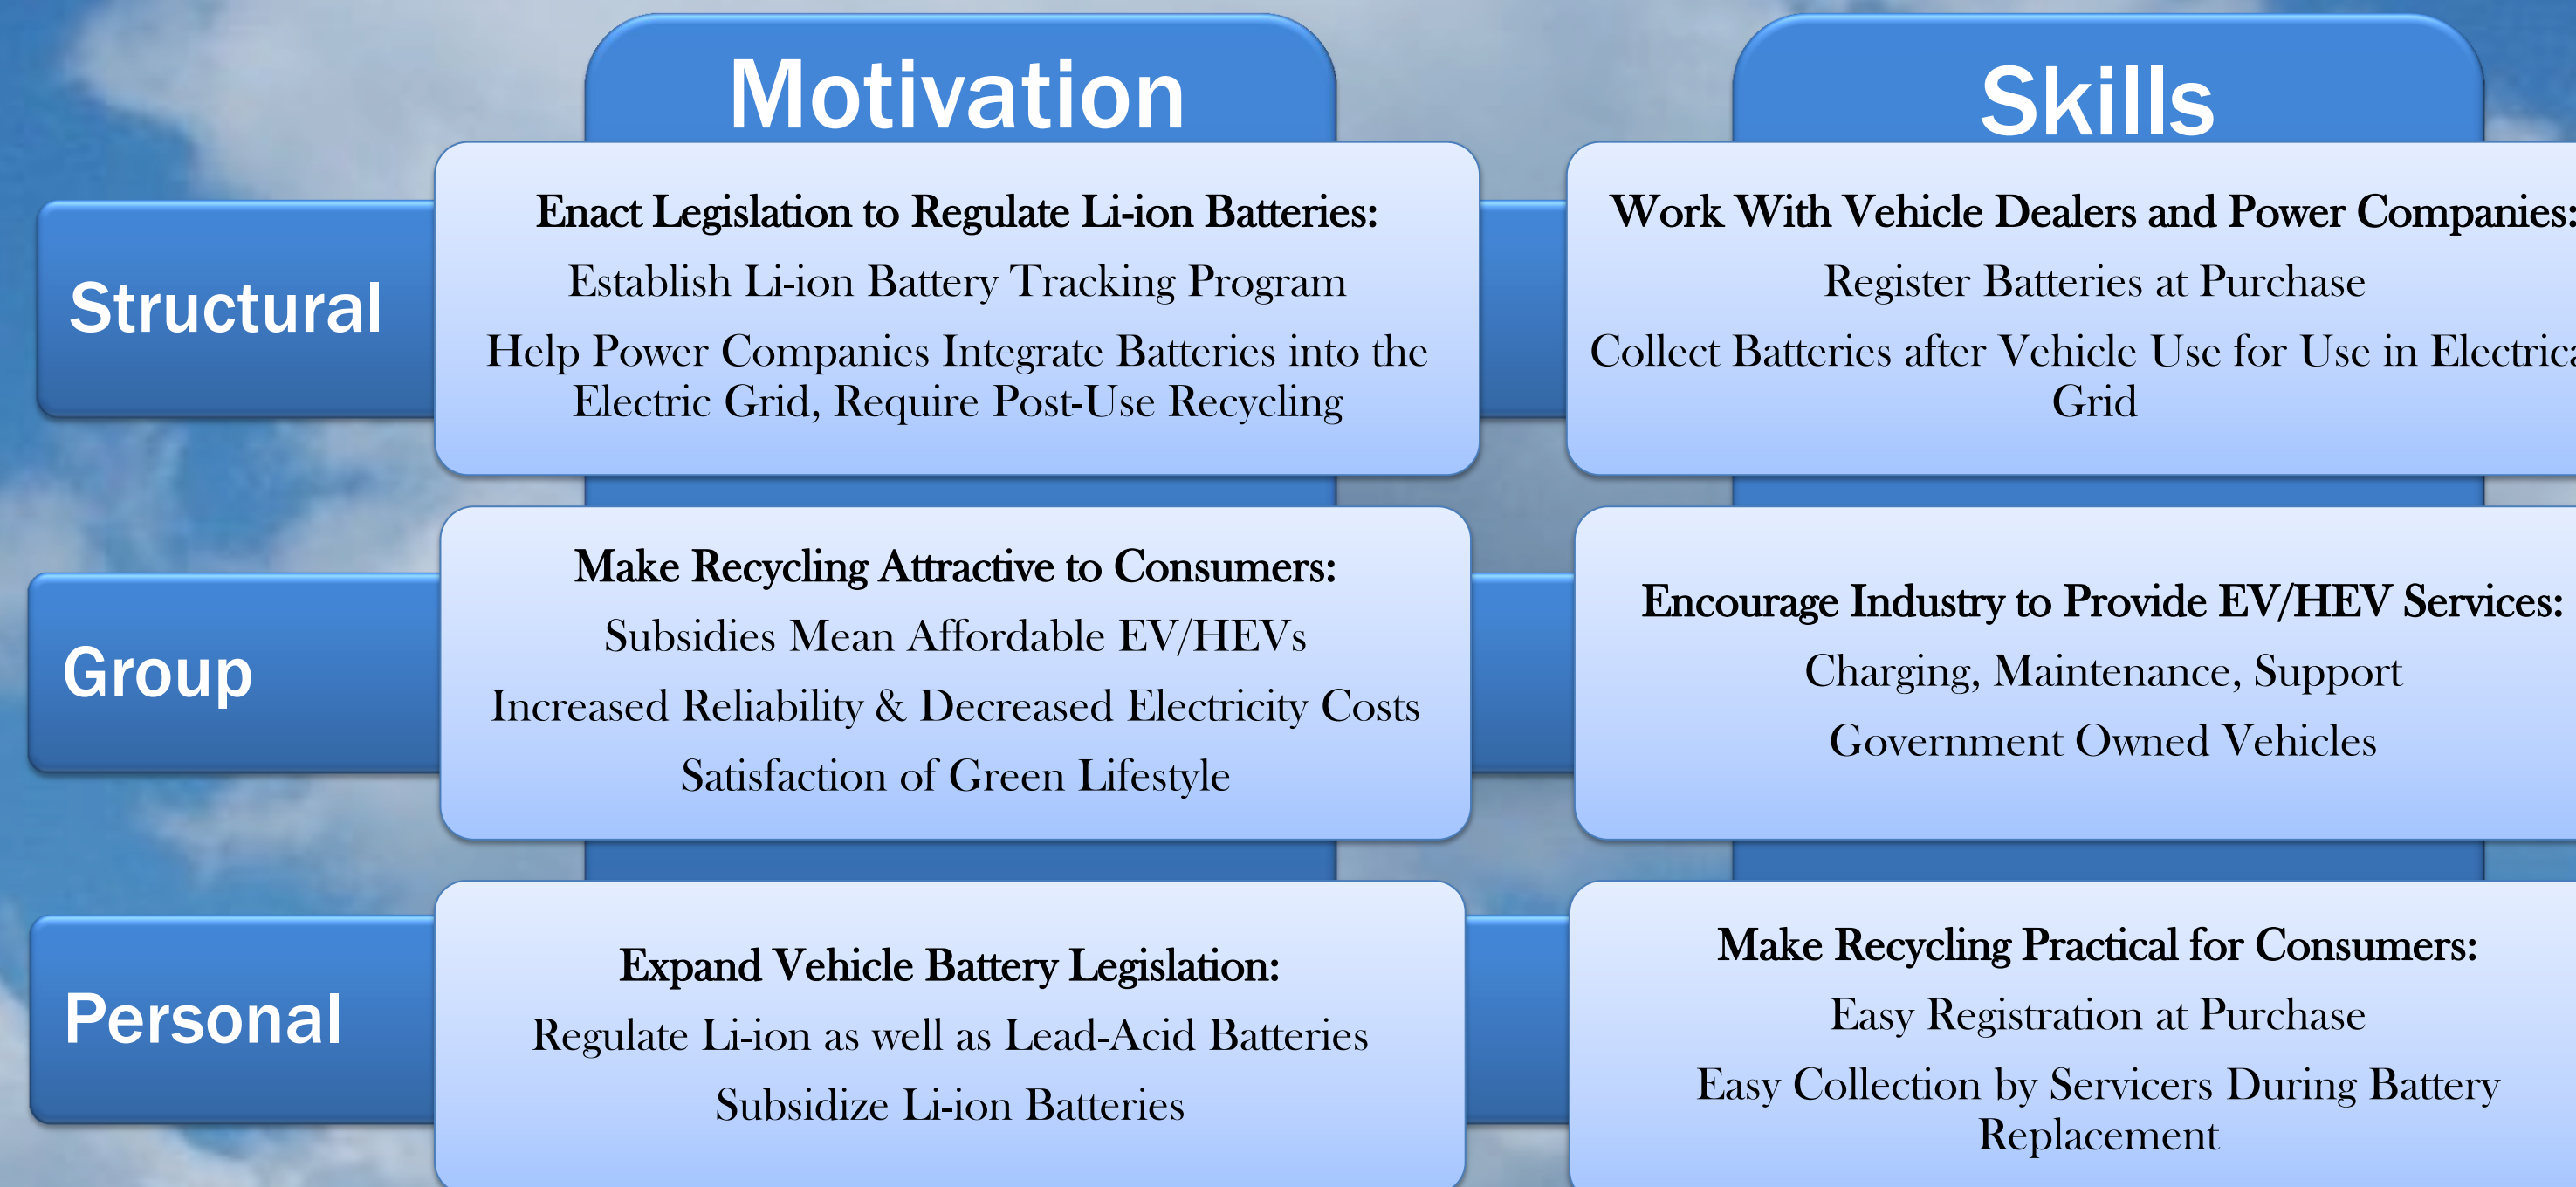 Motivation
Skills
Structural
Enact Legislation to Regulate Li-ion Batteries:
Establish Li-ion Battery Tracking Program
Help Power Companies Integrate Batteries into the
Electric Grid, Require Post-Use Recycling
Work With Vehicle Dealers and Power Companies:
Register Batteries at Purchase
Collect Batteries after Vehicle Use for Use in
Grid
Group
Make Recycling Attractive to Consumers:
Subsidies Mean Affordable EV/HEVs
Increased Reliability & Decreased Electricity Costs
Satisfaction of Green Lifestyle
Encourage Industry to Provide EV/HEV Services:
Charging, Maintenance, Support
Government Owned Vehicles
Personal
Expand Vehicle Battery Legislation:
Regulate Li-ion as well as Lead-Acid Batteries
Subsidize Li-ion Batteries
Make Recycling Practical for Consumers:
Easy Registration at Purchase
Easy Collection by Servicers During Battery
Replacement